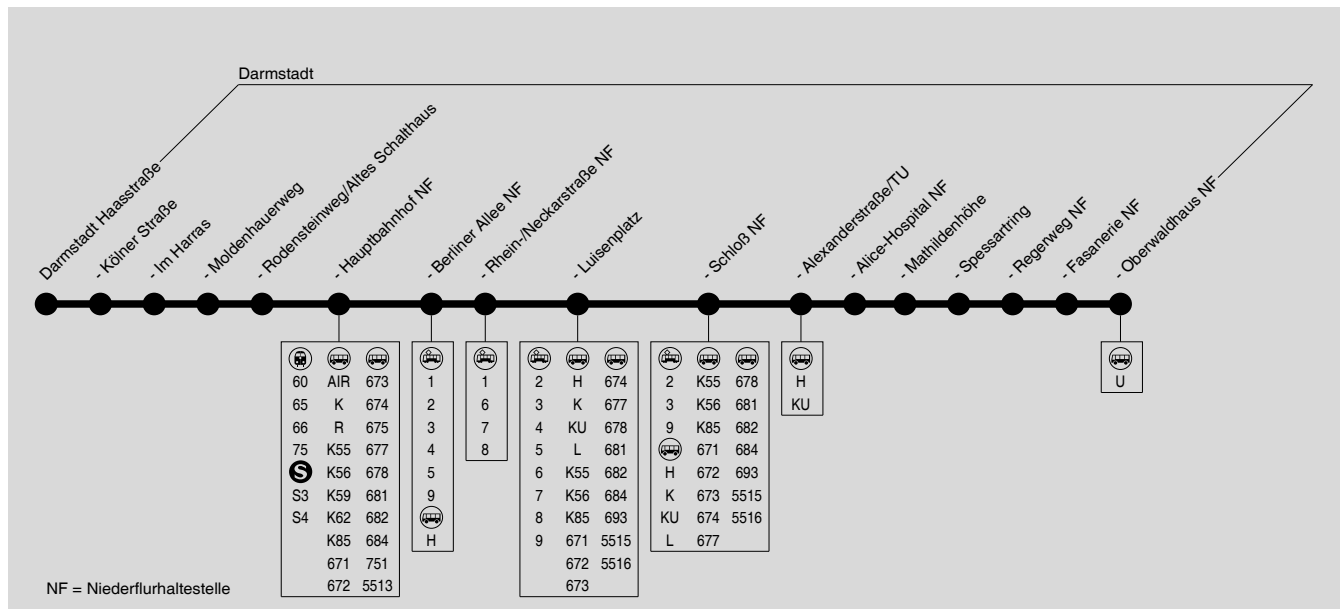 Darmstadt
Darmstadt Haasstraße
- Kölner Straße
- Im Harras
- Moldenhauerweg
- Rodensteinweg/Altes Schalthaus
- Hauptbahnhof NF
- Berliner Allee NF
- Rhein-/Neckarstraße NF
- Luisenplatz
- Schloß NF
- Alexanderstraße/TU
- Alice-Hospital NF
- Mathildenhöhe
- Spessartring
- Regerweg NF
- Fasanerie NF
- Oberwaldhaus NF
60 AIR 673
65 K 674
66 R 675
75 K55 677
S K56 678
S3 K59 681
S4 K62 682
K85 684
671 751
672 5513
1
2
3
4
5
9
H
1
6
7
8
2 H 674
3 K 677
4 KU 678
5 L 681
6 K55 682
7 K56 684
8 K85 693
9 671 5515
672 5516
673
2 K55 678
3 K56 681
9 K85 682
671 684
H 672 693
K 673 5515
KU 674 5516
L 677
H
KU
U
NF = Niederflurhaltestelle